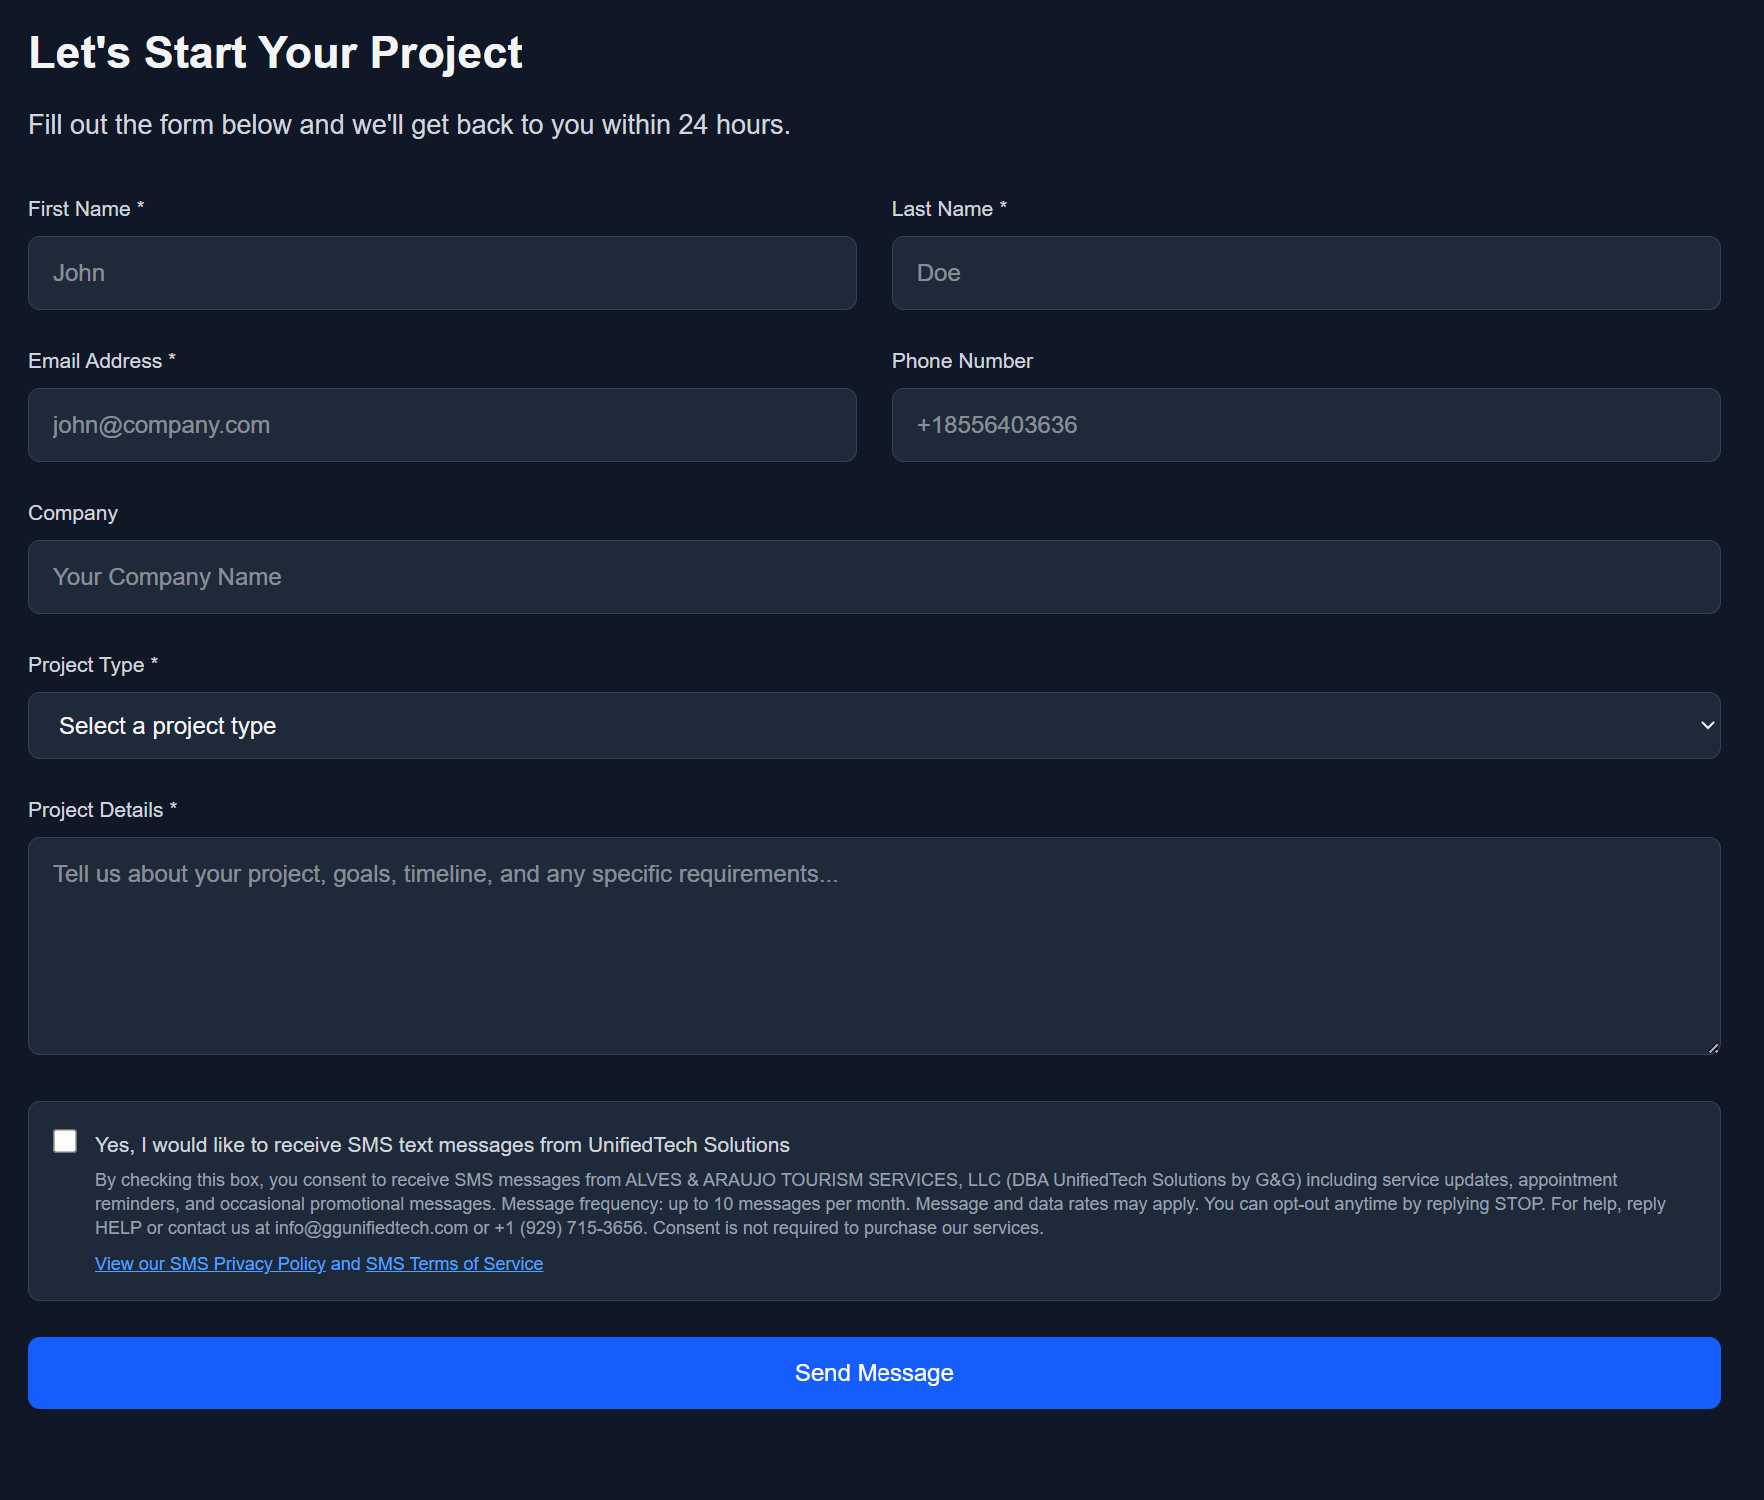 Let's Start Your Project
Fill out the form below and we'll get back to you within 24 hours.
First Name *
Last Name *
John
Doe
Email Address *
Phone Number
john@company.com
+18556403636
Company
Your Company Name
Project Type *
Select a project type
Project Details *
Tell us about your project, goals, timeline, and any specific requirements...
Yes, I would like to receive SMS text messages from UnifiedTech Solutions
By checking this box, you consent to receive SMS messages from ALVES & ARAUJO TOURISM SERVICES, LLC (DBA UnifiedTech Solutions by G&G) including service updates, appointment
reminders, and occasional promotional messages. Message frequency: up to 10 messages per month. Message and data rates may apply. You can opt-out anytime by replying STOP. For help, reply
HELP or contact us at info@ggunifiedtech.com or +1 (929) 715-3656. Consent is not required to purchase our services.
View our SMS Privacy Policy and SMS Terms of Service
Send Message